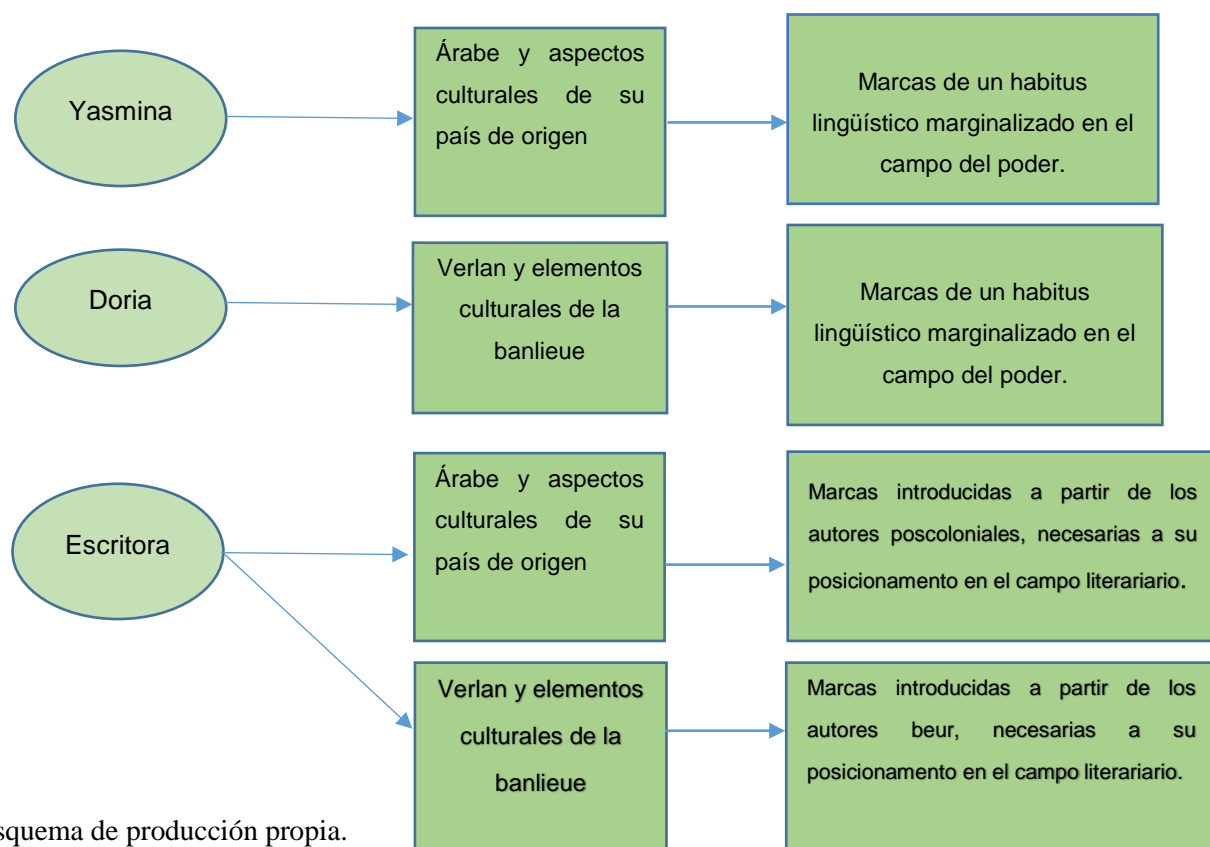 Yasmina
Árabe y aspectos
culturales de su
país de origen
Marcas de un habitus
lingüístico marginalizado en el
campo del poder.
Doria
Verlan y elementos
culturales de la
banlieue
Marcas de un habitus
lingüístico marginalizado en el
campo del poder.
Escritora
Árabe y aspectos
culturales de su
país de origen
Marcas introducidas a partir de los
autores poscoloniales, necesarias a su
posicionamento en el campo literariario.
Verlan y elementos
culturales de la
banlieue
Marcas introducidas a partir de los
autores beur, necesarias a su
posicionamento en el campo literariario.
squema de producción propia.